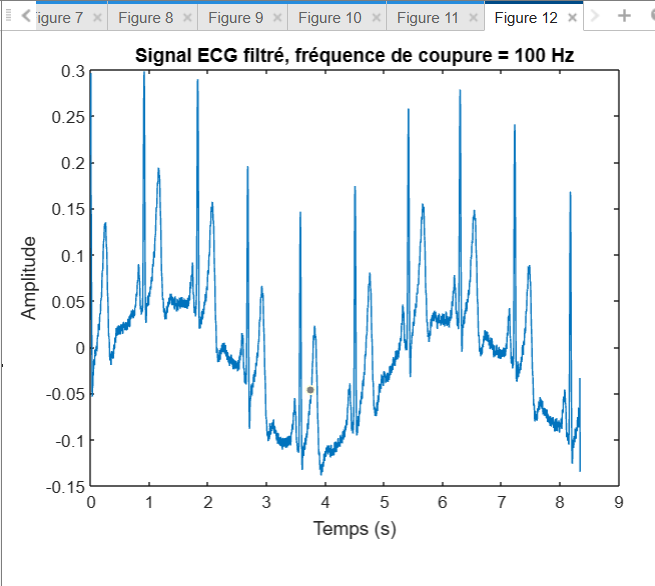 igure 7 Figure 8 Figure 9 Figure 10 Figure 11 Figure 12
Signal ECG filtré, fréquence de coupure = 100 Hz
0.3
0.25
0.2
0.15
0.1
0.05
0
-0.05
-0.1
-0.15
Amplitude
0 1 2 3 4 5 6 7 8 9
Temps (s)